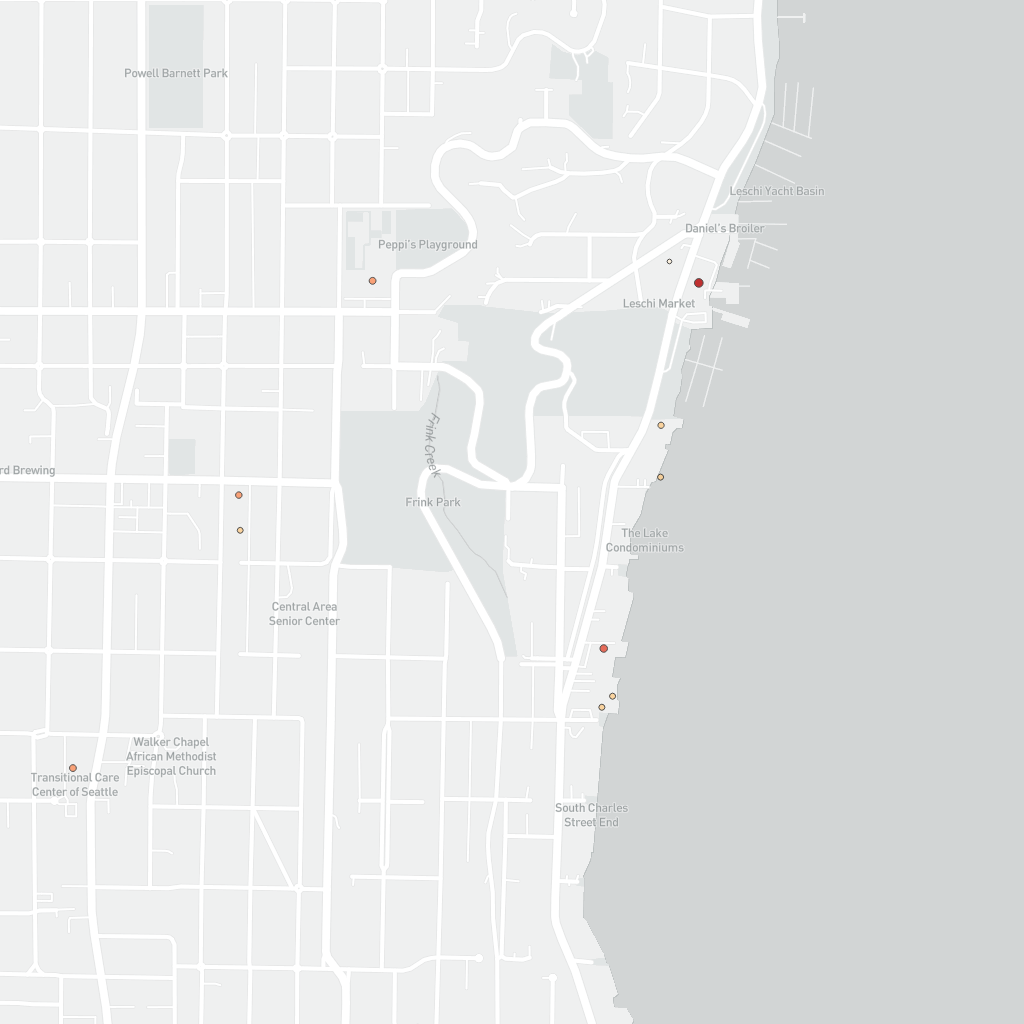 Powell Barnett Park
Leschi Yacht Basin
Daniel's Broiler
Peppi's Playground
Leschi Market
Frink Creek
rd Brewing
Frink Park
The Lake
Condominiums
Central Area
Senior Center
Walker Chapel
African Methodist
Episcopal Church
Transitional Care
Center of Seattle
South Charles
Street End